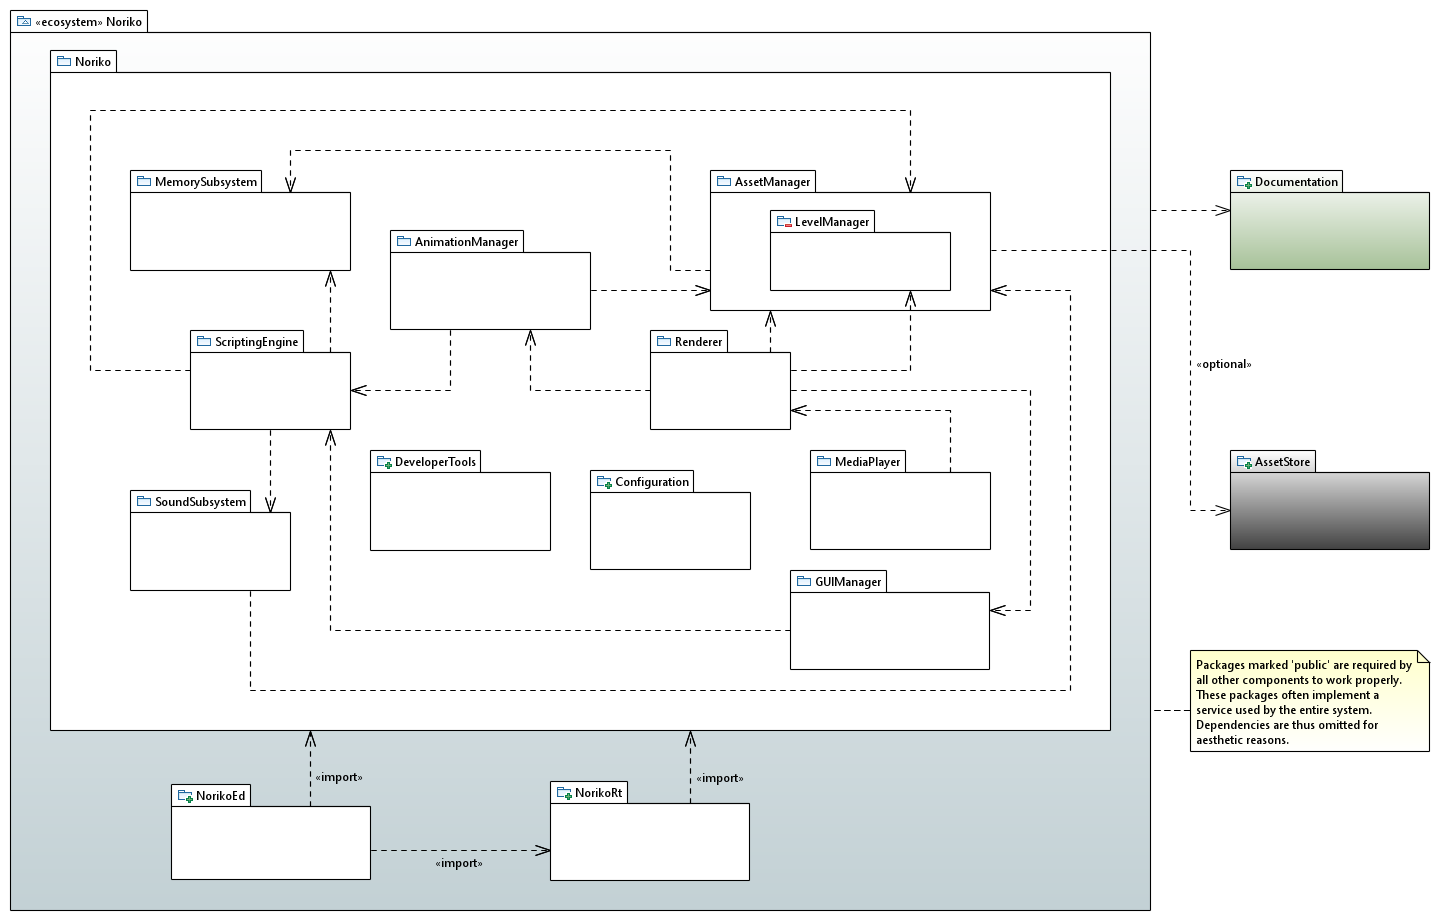 «ecosystem» Noriko
Noriko
MemorySubsystem
AssetManager
Documentation
LevelManager
AnimationManager
ScriptingEngine
Renderer
«optional»
DeveloperTools
MediaPlayer
AssetStore
Configuration
SoundSubsystem
GUIManager
Packages marked 'public' are required by
all other components to work properly.
These packages often implement a
service used by the entire system.
Dependencies are thus omitted for
aesthetic reasons.
«import»
«import»
NorikoEd
NorikoRt
«import»